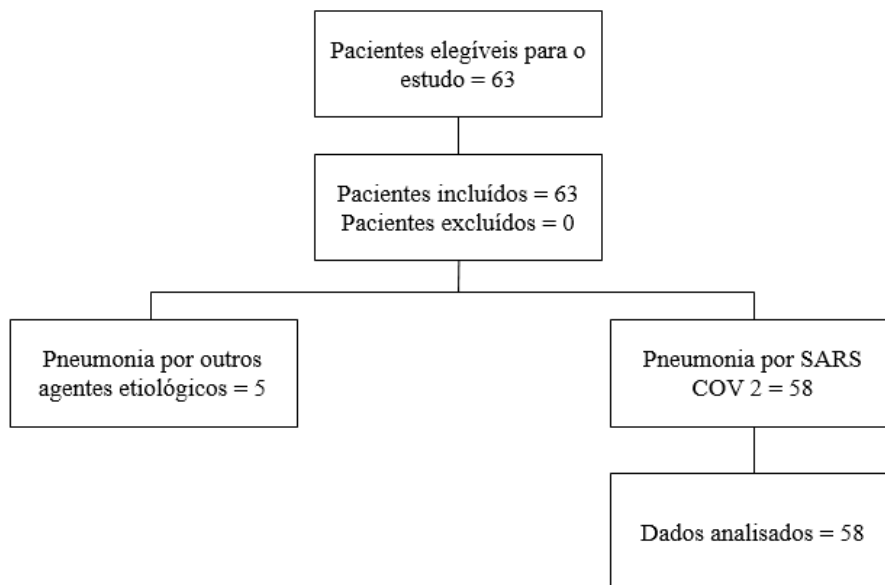 Pacientes elegíveis para o
estudo = 63
Pacientes incluídos = 63
Pacientes excluídos = 0
Pneumonia por outros
agentes etiológicos = 5
Pneumonia por SARS
COV 2 = 58
Dados analisados = 58